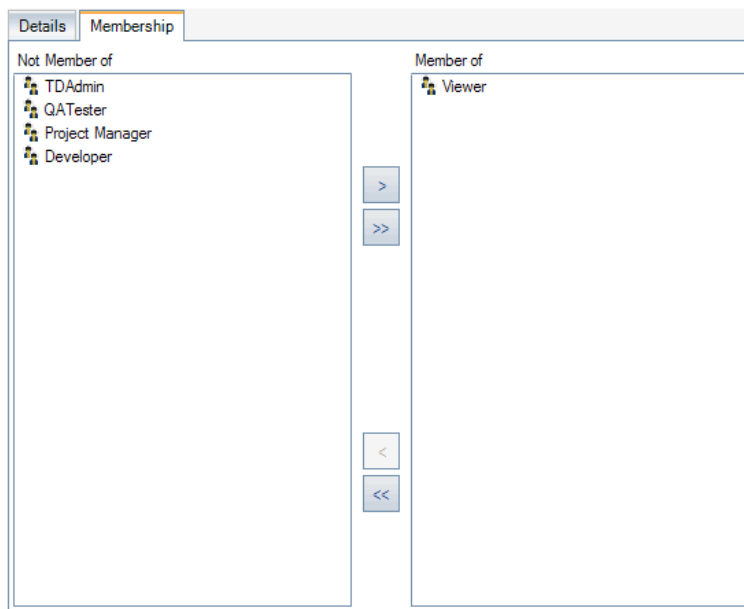 Details Membership
Not Member of
TDAdmin
QATester
Project Manager
Developer
>
>>
<
<<
Member of
Viewer